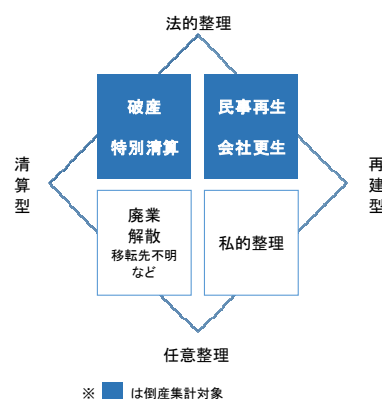 法的整理
破産
特別清算
民事再生
会社更生
清算型
再建型
廃業
解散
移転先不明
など
私的整理
任意整理
※ は倒産集計対象